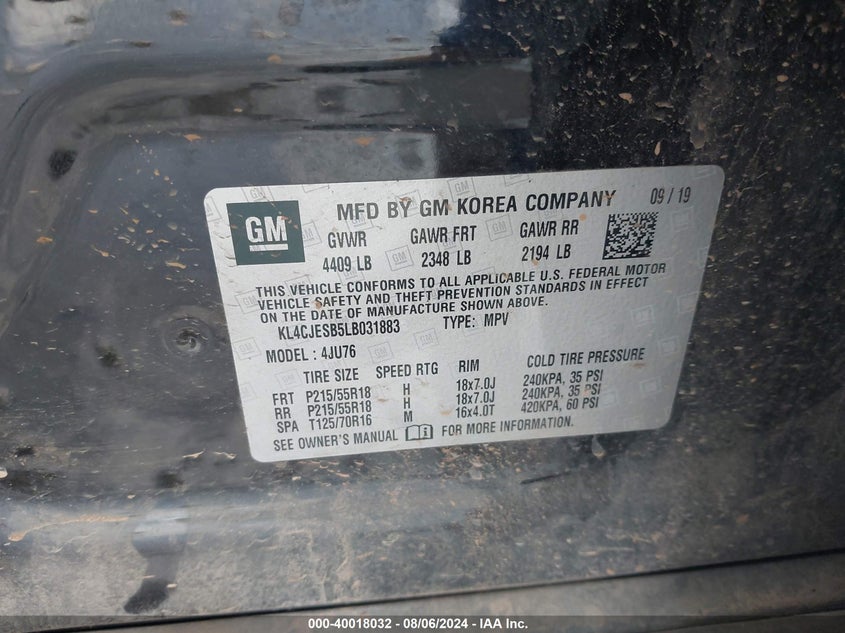 GM
MFD BY GM KOREA COMPANY 09 / 19
GVWR GAWR FRT GAWR RR
4409 LB 2348 LB 2194 LB
THIS VEHICLE CONFORMS TO ALL APPLICABLE U.S. FEDERAL MOTOR
VEHICLE SAFETY AND THEFT PREVENTION STANDARDS IN EFFECT
ON THE DATE OF MANUFACTURE SHOWN ABOVE.
KL4CJESB5LB031883 TYPE: MPV
MODEL : 4JU76
TIRE SIZE SPEED RTG RIM COLD TIRE PRESSURE
FRT P215/55R18 H 18x7.0J 240KPA, 35 PSI
RR P215/55R18 H 18x7.0J 240KPA, 35 PSI
SPA T125/70R16 M 16x4.0T 420KPA, 60 PSI
SEE OWNER'S MANUAL FOR MORE INFORMATION.
000-40018032 - 08/06/2024 - IAA Inc.